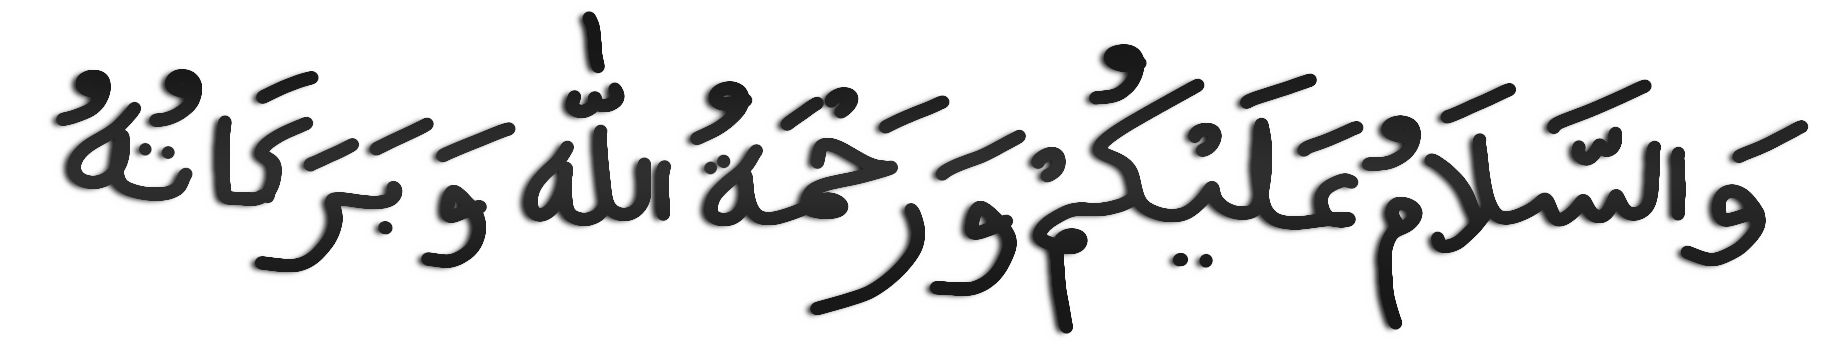 وَالسَّلَامُ عَلَيْكُمْ وَرَحْمَةُ اللّٰه وَبَرَكَاتُهُ